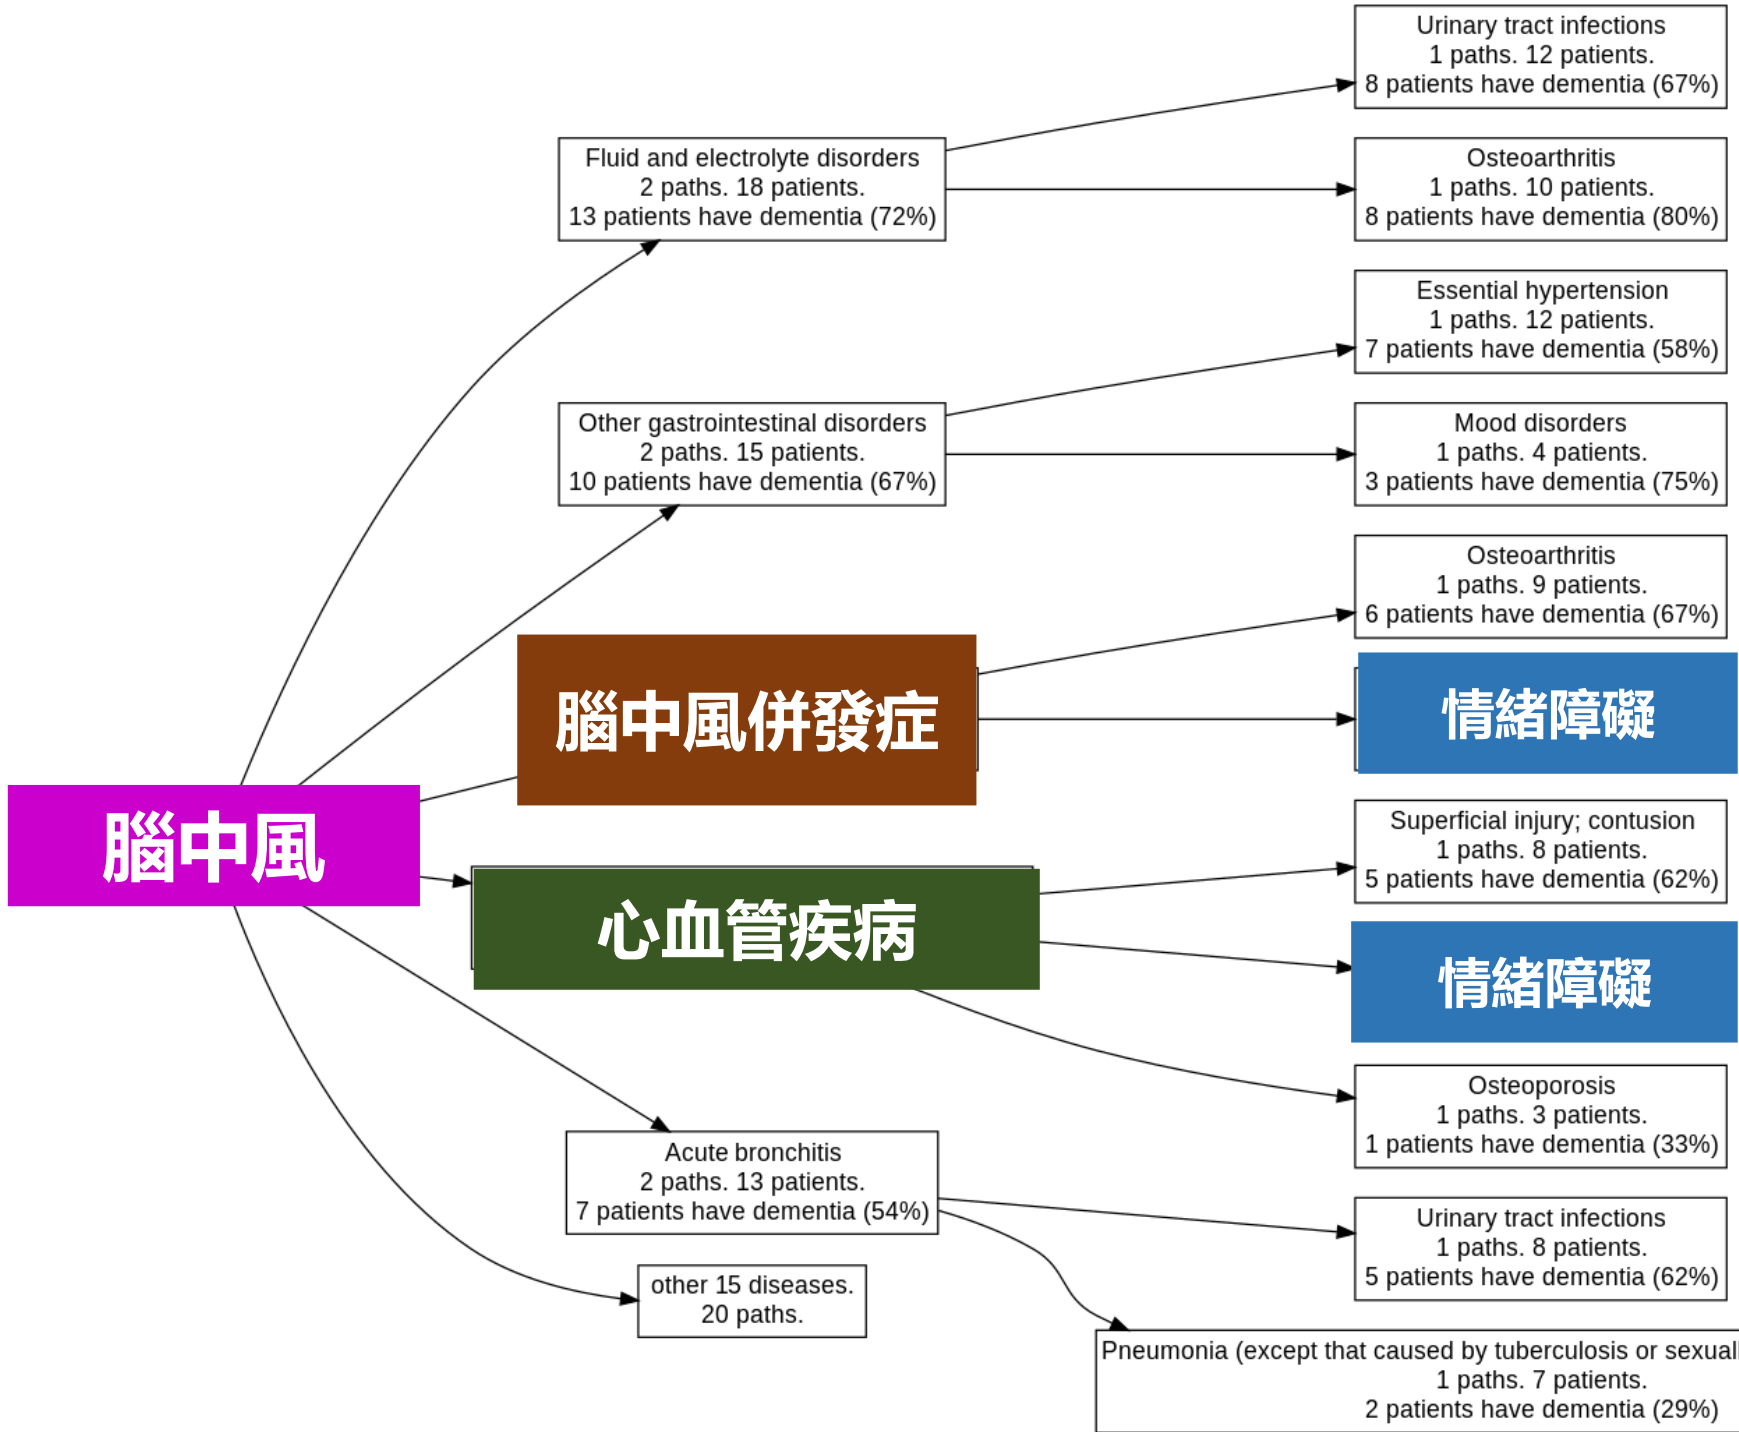 Urinary tract infections
1 paths. 12 patients.
8 patients have dementia (67%)
Fluid and electrolyte disorders
2 paths. 18 patients.
13 patients have dementia (72%)
Osteoarthritis
1 paths. 10 patients.
8 patients have dementia (80%)
Essential hypertension
1 paths. 12 patients.
7 patients have dementia (58%)
Other gastrointestinal disorders
2 paths. 15 patients.
10 patients have dementia (67%)
Mood disorders
1 paths. 4 patients.
3 patients have dementia (75%)
Osteoarthritis
1 paths. 9 patients.
6 patients have dementia (67%)
腦中風併發症
情緒障礙
腦中風
Superficial injury; contusion
1 paths. 8 patients.
5 patients have dementia (62%)
心血管疾病
情緒障礙
Osteoporosis
1 paths. 3 patients.
1 patients have dementia (33%)
Acute bronchitis
2 paths. 13 patients.
7 patients have dementia (54%)
Urinary tract infections
1 paths. 8 patients.
5 patients have dementia (62%)
other 15 diseases.
20 paths.
Pneumonia (except that caused by tuberculosis or
1 paths. 7 patients.
2 patients have dementia (29%)